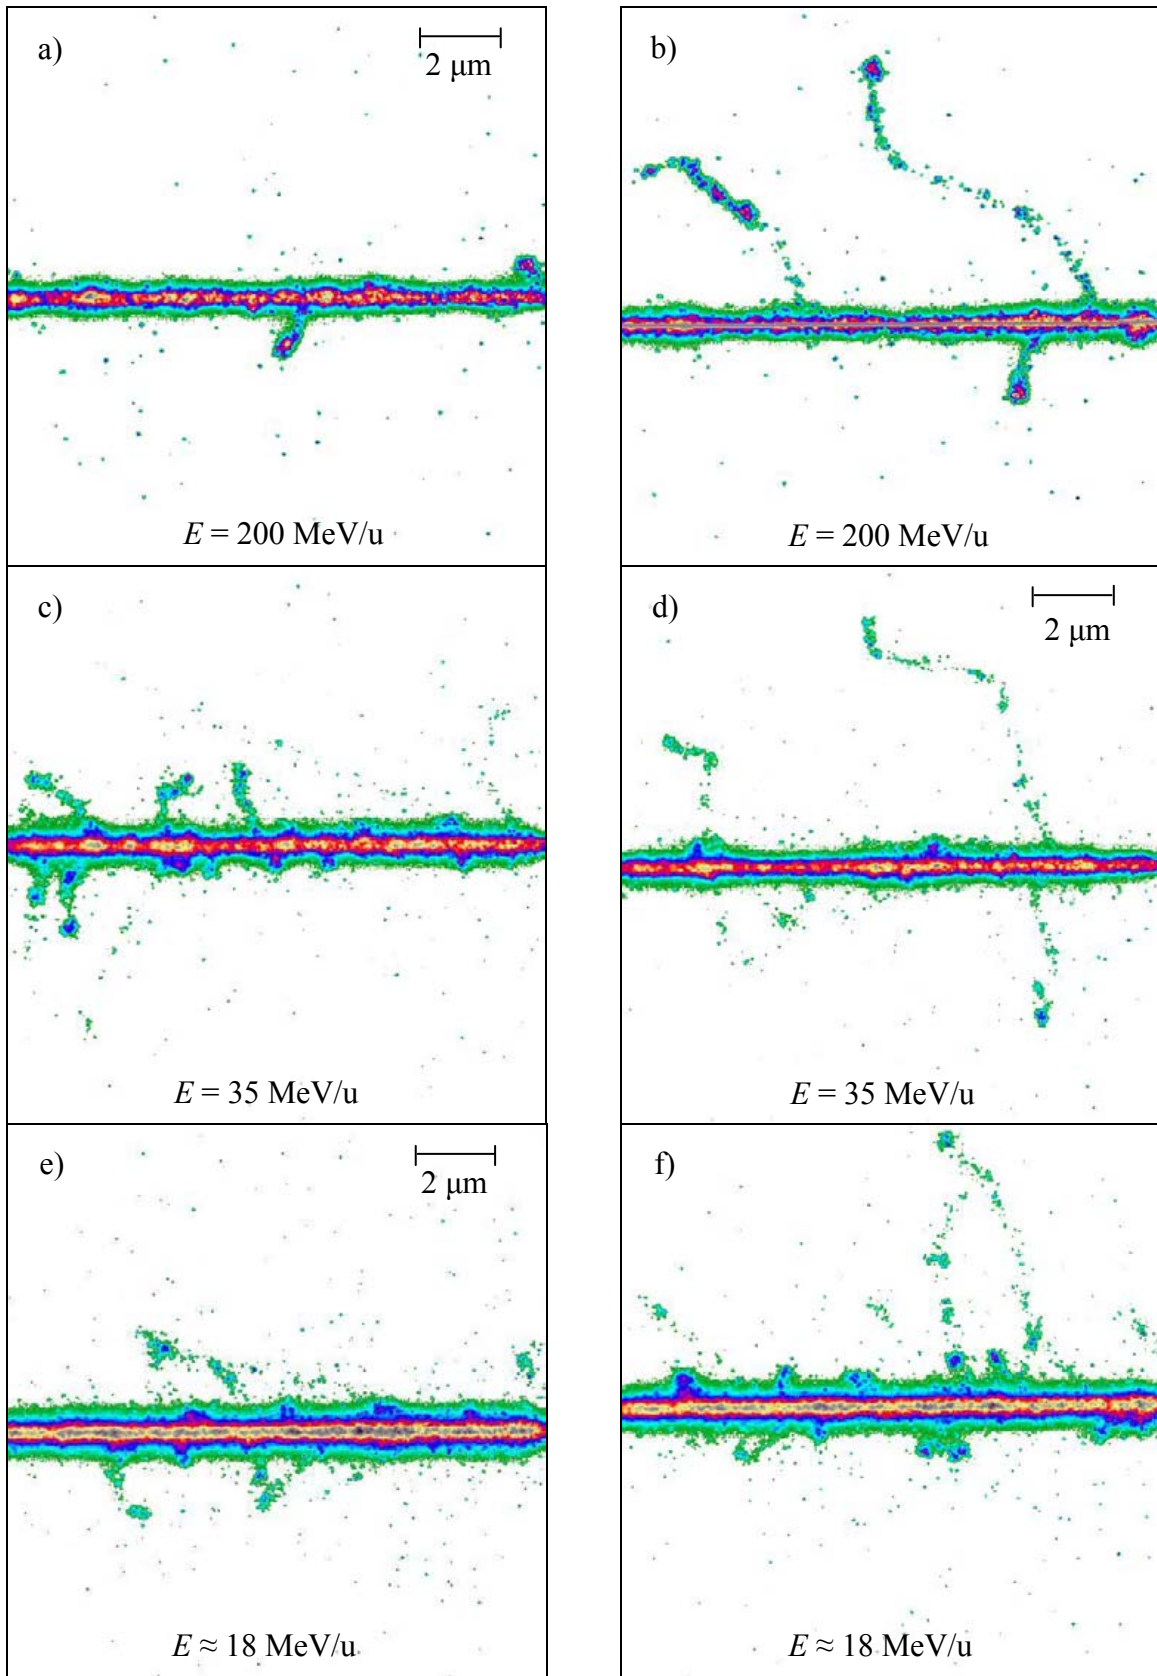 a)
2 μm
E = 200 MeV/u
b)
E = 200 MeV/u
c)
E = 35 MeV/u
d)
2 μm
E = 35 MeV/u
e)
2 μm
E ≈ 18 MeV/u
f)
E ≈ 18 MeV/u